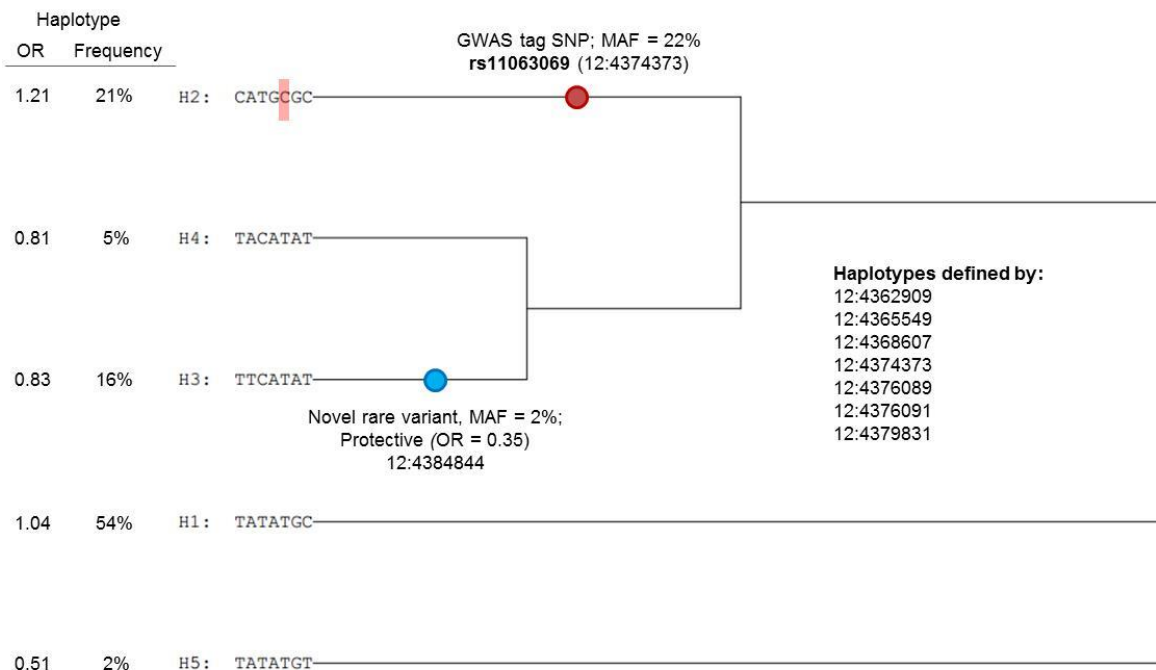 Haplotype
OR Frequency
GWAS tag SNP; MAF = 22%
rs11063069 (12:4374373)
1.21 21% H2: CATGCGC
0.81 5% H4: TACATAT
Haplotypes defined by:
12:4362909
12:4365549
12:4368607
12:4374373
12:4376089
12:4376091
12:4379831
0.83 16% H3: TTCATAT
Novel rare variant, MAF = 2%;
Protective (OR = 0.35)
12:4384844
1.04 54% H1: TATATGC
0.51 2% H5: TATATGT